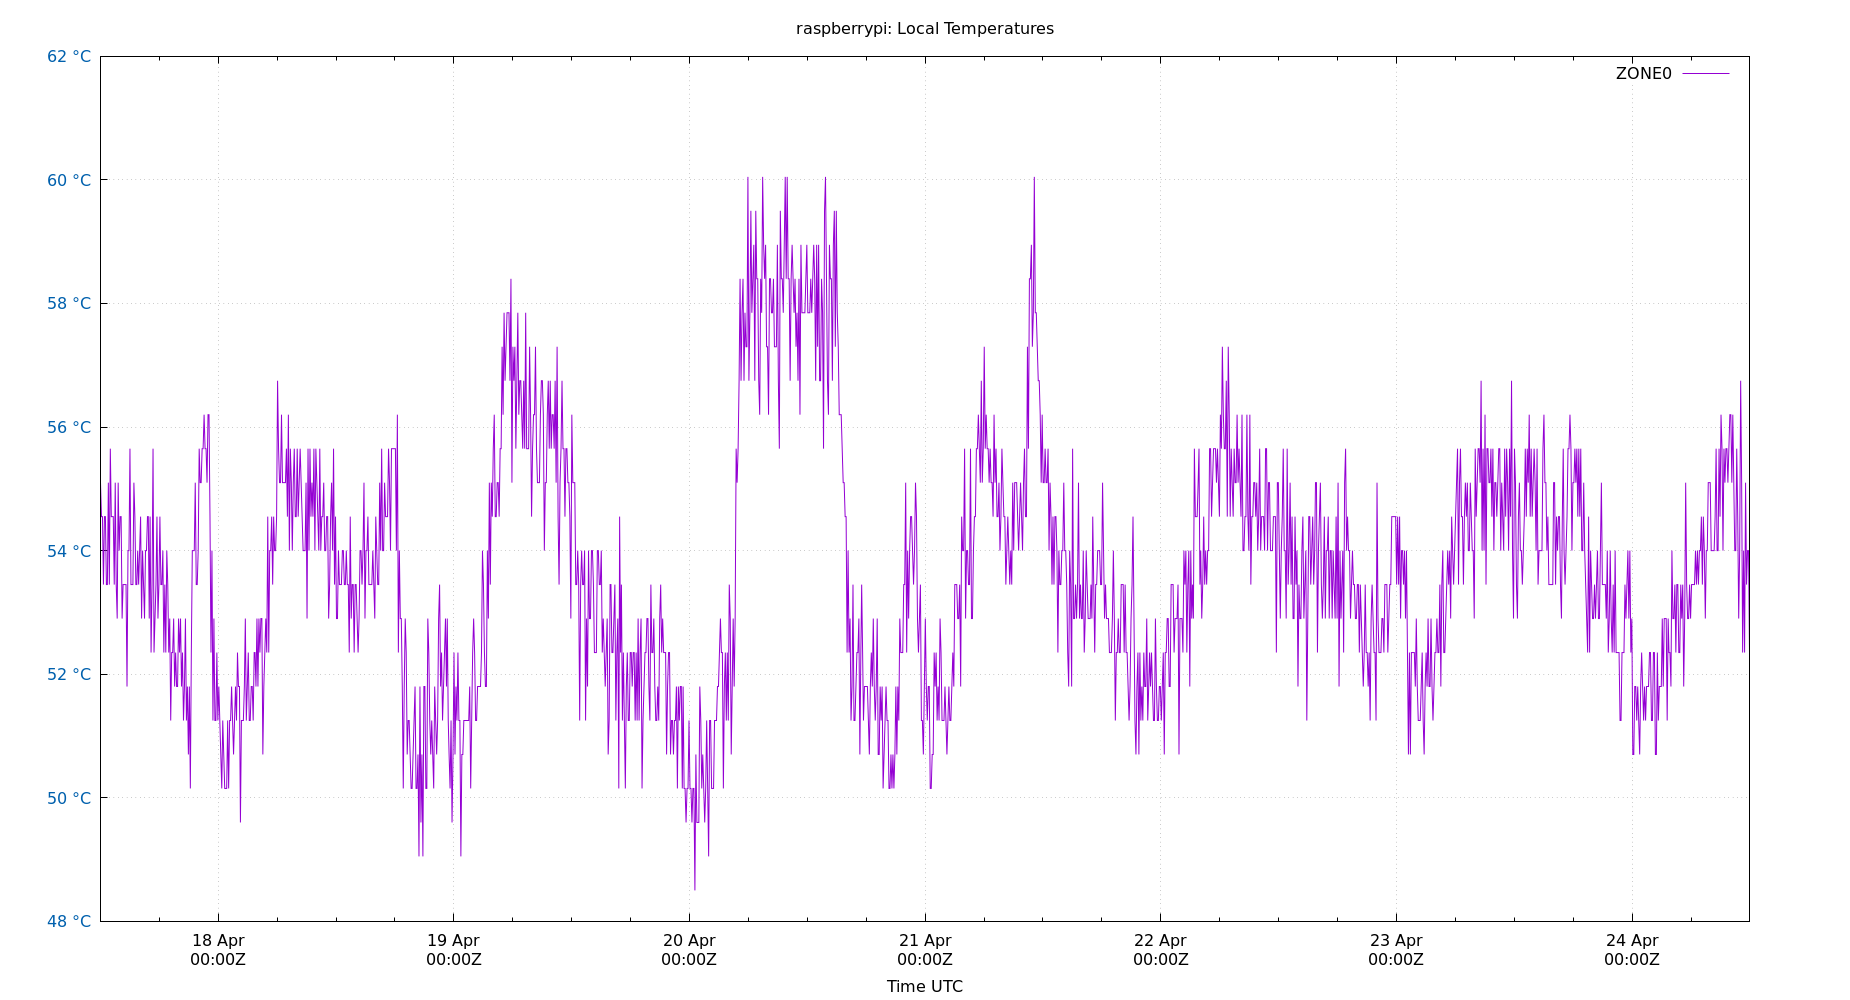 raspberrypi: Local Temperatures
ZONE0
62 °C
60 °C
58 °C
56 °C
54 °C
52 °C
50 °C
48 °C
18 Apr 19 Apr 20 Apr 21 Apr 22 Apr 23 Apr 24 Apr
00:00Z 00:00Z 00:00Z 00:00Z 00:00Z 00:00Z 00:00Z
Time UTC